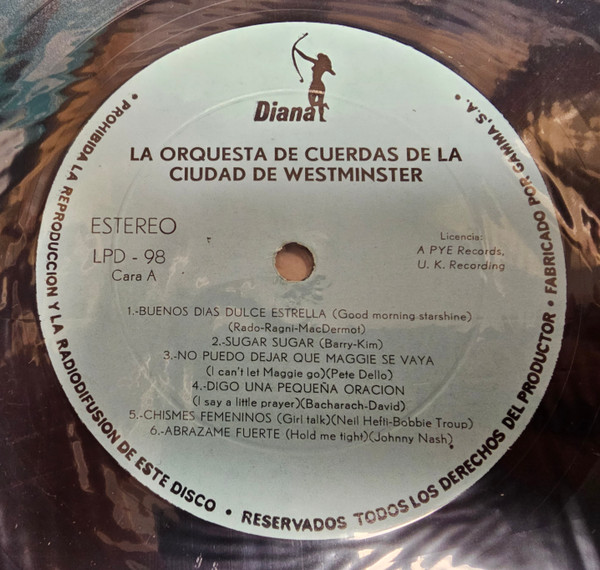 Diana
LA ORQUESTA DE CUERDAS DE LA
CIUDAD DE WESTMINSTER
ESTEREO
LPD - 98
Cara A
Licencia:
A PYE Records,
U. K. Recording
1.-BUENOS DIAS DULCE ESTRELLA (Good morning starshine)
(Rado-Ragni-MacDermot)
2.-SUGAR SUGAR (Barry-Kim)
3.-NO PUEDO DEJAR QUE MAGGIE SE VAYA
(I can't let Maggie go)(Pete Dello)
4.-DIGO UNA PEQUEÑA ORACION
(I say a little prayer)(Bacharach-David)
5.-CHISMES FEMENINOS (Girl talk)(Neil Hefti-Bobbie Troup)
6.-ABRAZAME FUERTE (Hold me tight)(Johnny Nash)
• PROHIBIDA LA REPRODUCCION Y LA RADIODIFUSION DE ESTE DISCO • RESERVADOS TODOS LOS DERECHOS DEL PRODUCTOR • FABRICADO POR GAMMA, S.A. •